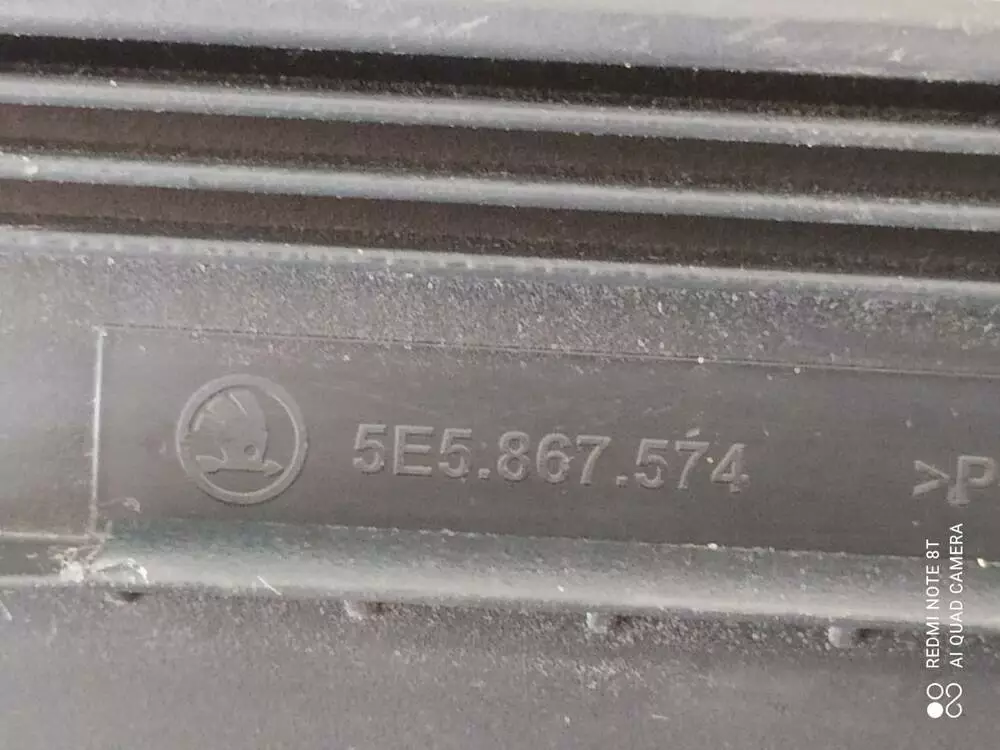 5E5.867.574 >P
REDMI NOTE 8T
AI QUAD CAMERA